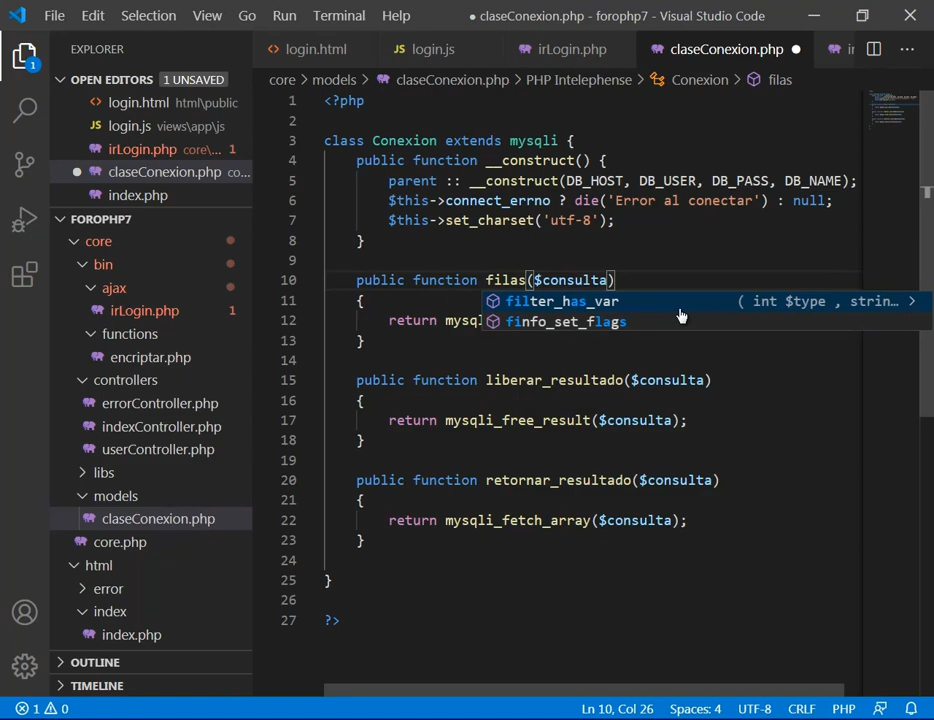 File Edit Selection View Go Run Terminal Help
● claseConexion.php - forophp7 - Visual Studio Code
EXPLORER
OPEN EDITORS 1 UNSAVED
<> login.html html\public
JS login.js views\app\js
irLogin.php core\... 1
● claseConexion.php co...
index.php
FOROPHP7
core
bin
ajax
irLogin.php 1
functions
encriptar.php
controllers
errorController.php
indexController.php
userController.php
libs
models
claseConexion.php
core.php
html
error
index
index.php
OUTLINE
TIMELINE
1
<> login.html JS login.js irLogin.php claseConexion.php ● ...
core > models > claseConexion.php > PHP Intelephense > Conexion > filas
1 <?php
2
3 class Conexion extends mysqli {
4 public function __construct() {
5 parent :: __construct(DB_HOST, DB_USER, DB_PASS, DB_NAME);
6 $this->connect_errno ? die('Error al conectar') : null;
7 $this->set_charset('utf-8');
8 }
9
10 public function filas($consulta)
11 {
12 return mysql
13 }
14
15 public function liberar_resultado($consulta)
16 {
17 return mysqli_free_result($consulta);
18 }
19
20 public function retornar_resultado($consulta)
21 {
22 return mysqli_fetch_array($consulta);
23 }
24
25 }
26
27 ?>
filter_has_var ( int $type , strin... >
finfo_set_flags
1 0
Ln 10, Col 26 Spaces: 4 UTF-8 CRLF PHP